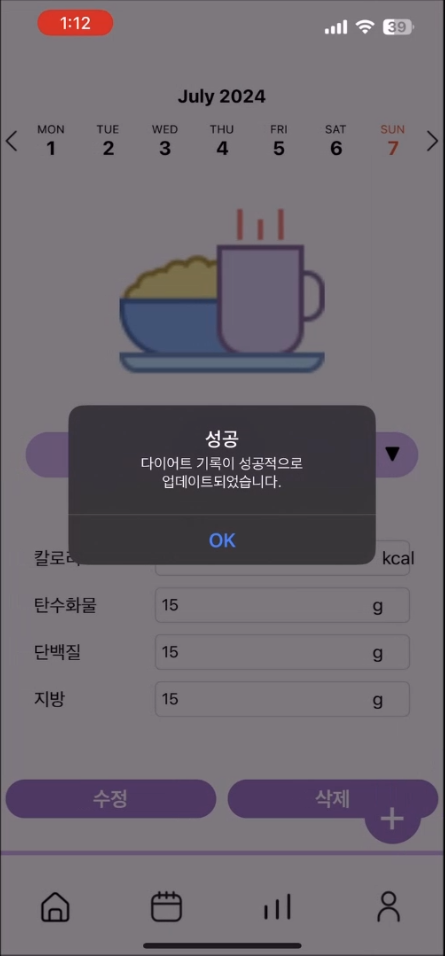 1:12
39
July 2024
MON TUE WED THU FRI SAT SUN
1 2 3 4 5 6 7
성공
다이어트 기록이 성공적으로
업데이트되었습니다.
OK
kcal
탄수화물 15 g
단백질 15 g
지방 15 g
수정 삭제